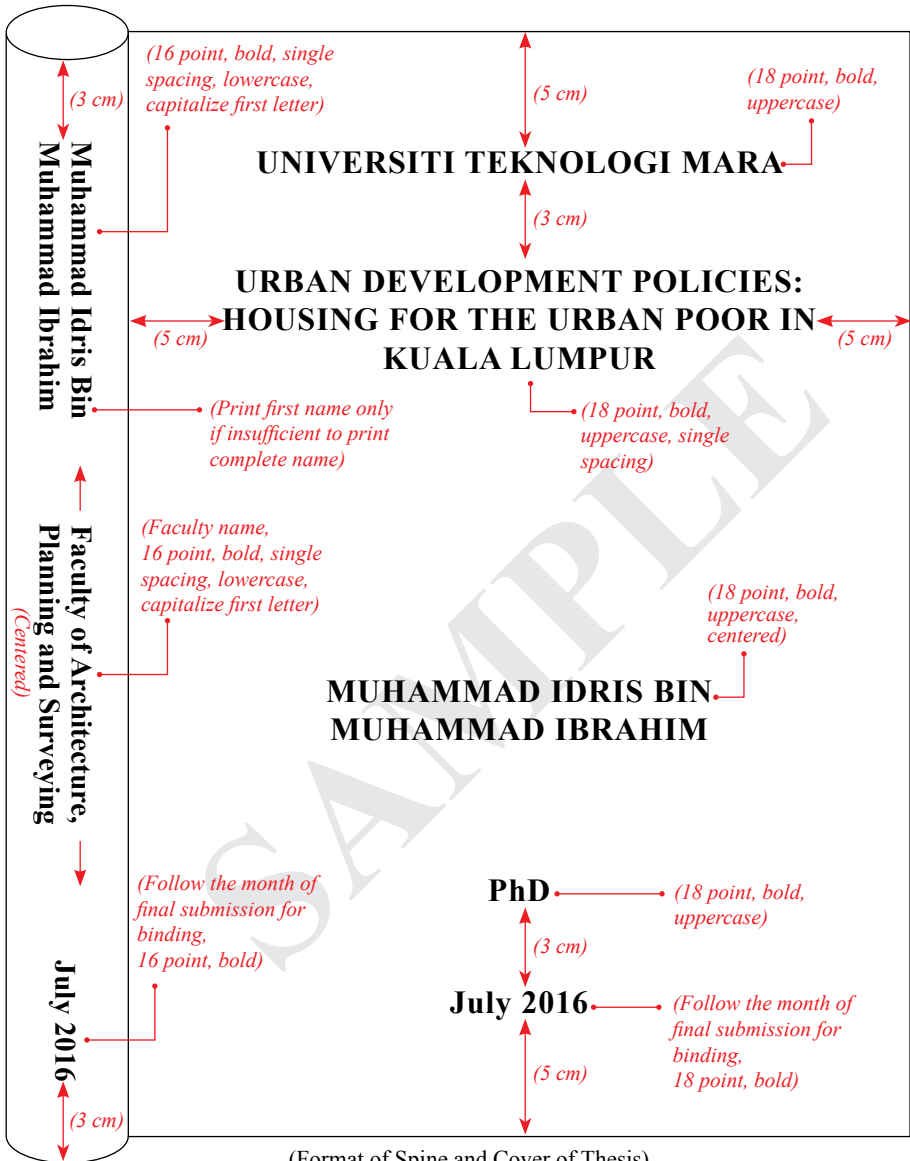 (16 point, bold, single
spacing, lowercase,
capitalize first letter)
(3 cm)
Muhammad Idris Bin
Muhammad Ibrahim
(Print first name only
if insufficient to print
complete name)
Faculty of Architecture,
Planning and Surveying
(Centered)
(Faculty name,
16 point, bold, single
spacing, lowercase,
capitalize first letter)
(Follow the month of
final submission for
binding,
16 point, bold)
July 2016
(3 cm)
(5 cm)
(18 point, bold,
uppercase)
UNIVERSITI TEKNOLOGI MARA
(3 cm)
URBAN DEVELOPMENT POLICIES:
HOUSING FOR THE URBAN POOR IN
KUALA LUMPUR
(5 cm)
(5 cm)
(18 point, bold,
uppercase, single
spacing)
SAMPLE
(18 point, bold,
uppercase,
centered)
MUHAMMAD IDRIS BIN
MUHAMMAD IBRAHIM
PhD
(18 point, bold,
uppercase)
(3 cm)
July 2016
(Follow the month of
final submission for
binding,
18 point, bold)
(5 cm)
(Format of Spine and Cover of Thesis)